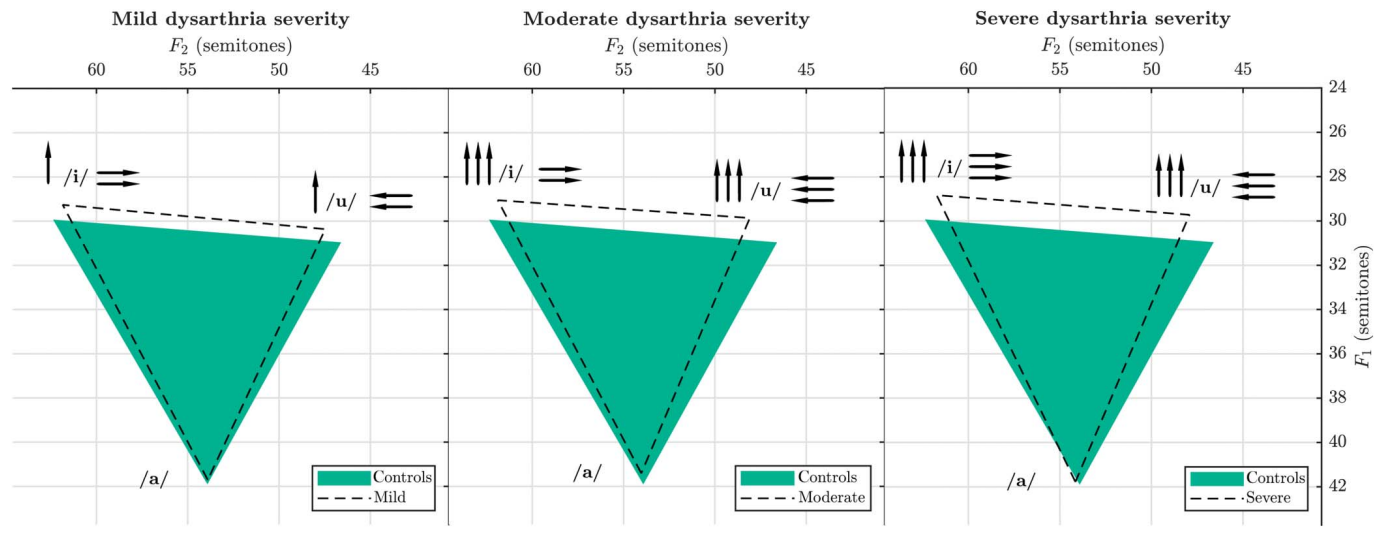 Mild dysarthria severity
F₂ (semitones)
60 55 50 45
/i/
/u/
/a/
Controls
Mild
Moderate dysarthria severity
F₂ (semitones)
60 55 50 45
/i/
/u/
/a/
Controls
Moderate
Severe dysarthria severity
F₂ (semitones)
60 55 50 45
/i/
/u/
/a/
Controls
Severe
24
26
28
30
32
34
36
38
40
42
F₁ (semitones)